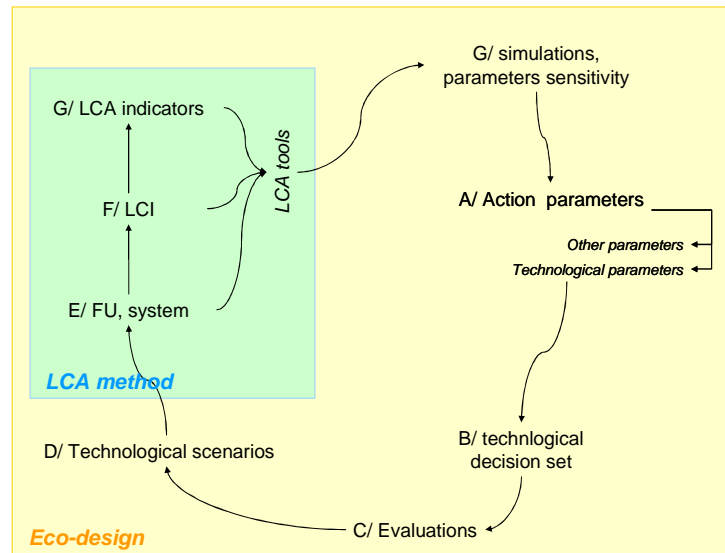 G/ simulations,
parameters sensitivity
G/ LCA indicators
LCA tools
A/ Action parameters
F/ LCI
Other parameters
Technological parameters
E/ FU, system
LCA method
B/ technlogical
decision set
D/ Technological scenarios
C/ Evaluations
Eco-design